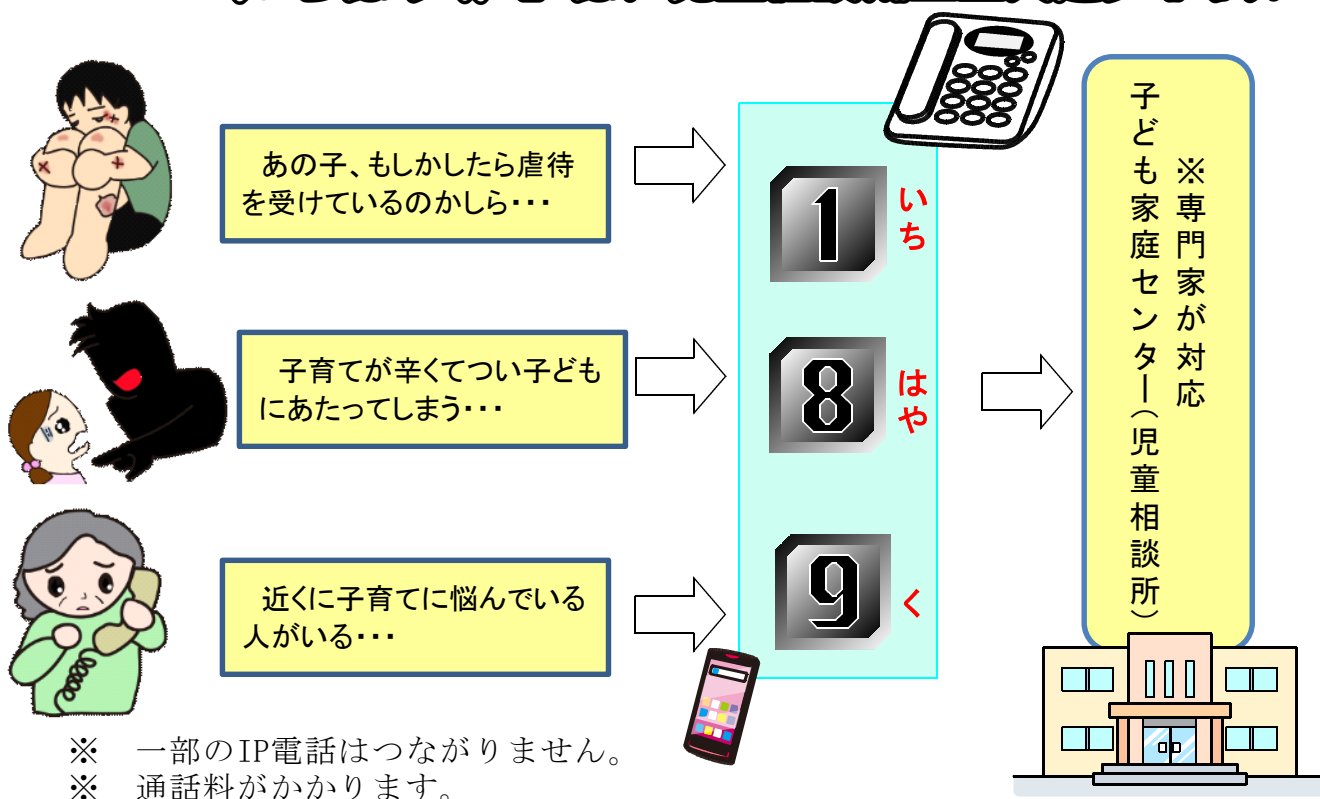 あの子、もしかしたら虐待
を受けているのかしら・・・
子育てが辛くてつい子ども
にあたってしまう・・・
近くに子育てに悩んでいる
人がいる・・・
1
いち
8
はや
9
く
※専門家が対応
子ども家庭センター(児童相談所)
※　一部のIP電話はつながりません。
※　通話料がかかります。